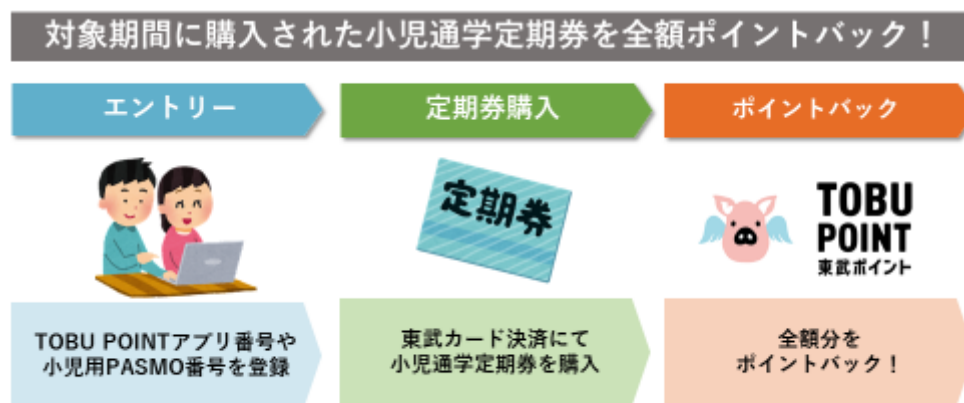 対象期間に購入された小児通学定期券を全額ポイントバック！
エントリー
定期券購入
ポイントバック
定期券
TOBU
POINT
東武ポイント
TOBU POINTアプリ番号や
小児用PASMO番号を登録
東武カード決済にて
小児通学定期券を購入
全額分を
ポイントバック！